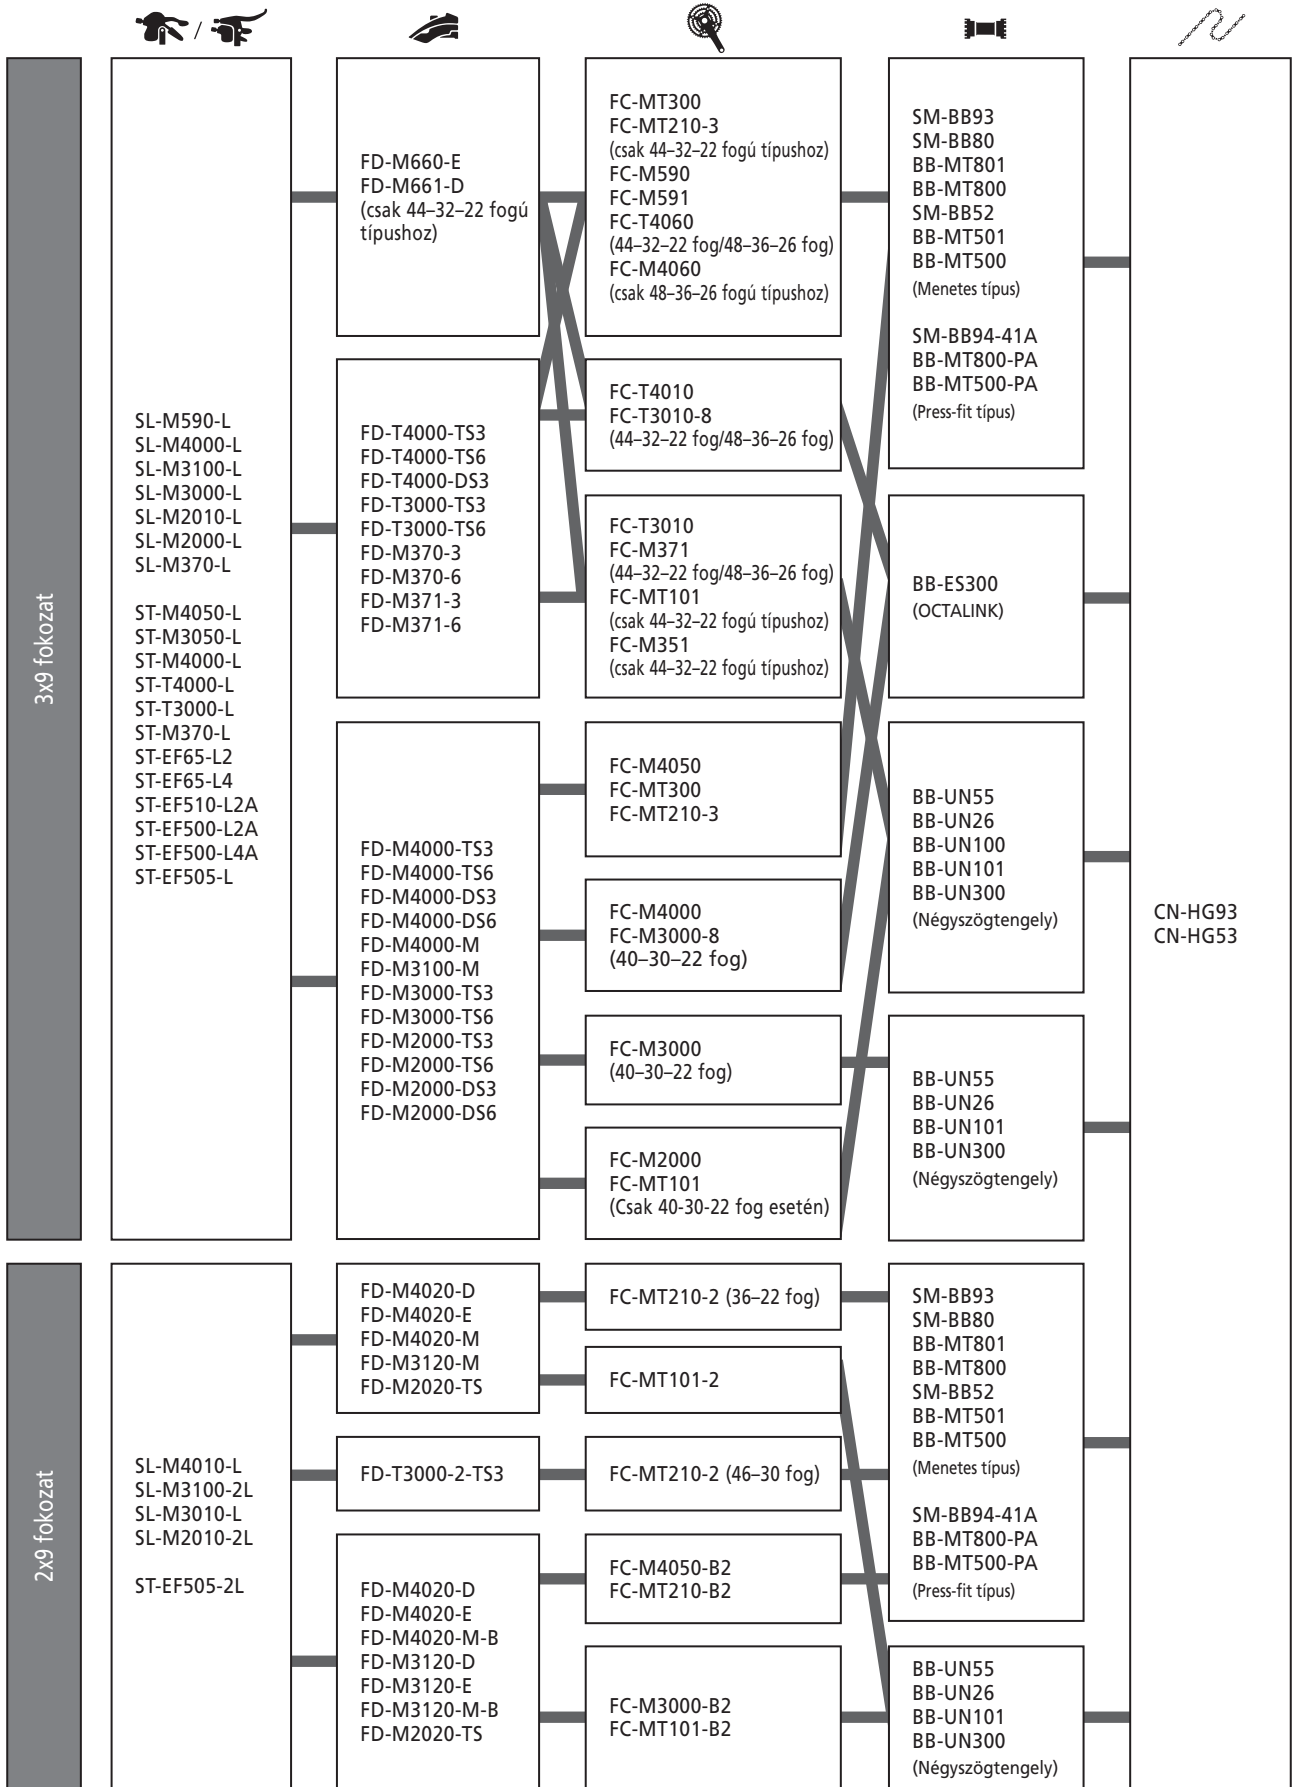 /
3x9 fokozat
SL-M590-L
SL-M4000-L
SL-M3100-L
SL-M3000-L
SL-M2010-L
SL-M2000-L
SL-M370-L
ST-M4050-L
ST-M3050-L
ST-M4000-L
ST-T4000-L
ST-T3000-L
ST-M370-L
ST-EF65-L2
ST-EF65-L4
ST-EF510-L2A
ST-EF500-L2A
ST-EF500-L4A
ST-EF505-L
FD-M660-E
FD-M661-D
(csak 44–32–22 fogú
típushoz)
FD-T4000-TS3
FD-T4000-TS6
FD-T4000-DS3
FD-T3000-TS3
FD-T3000-TS6
FD-M370-3
FD-M370-6
FD-M371-3
FD-M371-6
FD-M4000-TS3
FD-M4000-TS6
FD-M4000-DS3
FD-M4000-DS6
FD-M4000-M
FD-M3100-M
FD-M3000-TS3
FD-M3000-TS6
FD-M2000-TS3
FD-M2000-TS6
FD-M2000-DS3
FD-M2000-DS6
FC-MT300
FC-MT210-3
(csak 44–32–22 fogú típushoz)
FC-M590
FC-M591
FC-T4060
(44–32–22 fog/48–36–26 fog)
FC-M4060
(csak 48–36–26 fogú típushoz)
FC-T4010
FC-T3010-8
(44–32–22 fog/48–36–26 fog)
FC-T3010
FC-M371
(44–32–22 fog/48–36–26 fog)
FC-MT101
(csak 44–32–22 fogú típushoz)
FC-M351
(csak 44–32–22 fogú típushoz)
FC-M4050
FC-MT300
FC-MT210-3
FC-M4000
FC-M3000-8
(40–30–22 fog)
FC-M3000
(40–30–22 fog)
FC-M2000
FC-MT101
(Csak 40-30-22 fog esetén)
SM-BB93
SM-BB80
BB-MT801
BB-MT800
SM-BB52
BB-MT501
BB-MT500
(Menetes típus)
SM-BB94-41A
BB-MT800-PA
BB-MT500-PA
(Press-fit típus)
BB-ES300
(OCTALINK)
BB-UN55
BB-UN26
BB-UN100
BB-UN101
BB-UN300
(Négyszögtengely)
BB-UN55
BB-UN26
BB-UN101
BB-UN300
(Négyszögtengely)
CN-HG93
CN-HG53
2x9 fokozat
SL-M4010-L
SL-M3100-2L
SL-M3010-L
SL-M2010-2L
ST-EF505-2L
FD-M4020-D
FD-M4020-E
FD-M4020-M
FD-M3120-M
FD-M2020-TS
FD-T3000-2-TS3
FD-M4020-D
FD-M4020-E
FD-M4020-M-B
FD-M3120-D
FD-M3120-E
FD-M3120-M-B
FD-M2020-TS
FC-MT210-2 (36–22 fog)
FC-MT101-2
FC-MT210-2 (46–30 fog)
FC-M4050-B2
FC-MT210-B2
FC-M3000-B2
FC-MT101-B2
SM-BB93
SM-BB80
BB-MT801
BB-MT800
SM-BB52
BB-MT501
BB-MT500
(Menetes típus)
SM-BB94-41A
BB-MT800-PA
BB-MT500-PA
(Press-fit típus)
BB-UN55
BB-UN26
BB-UN101
BB-UN300
(Négyszögtengely)